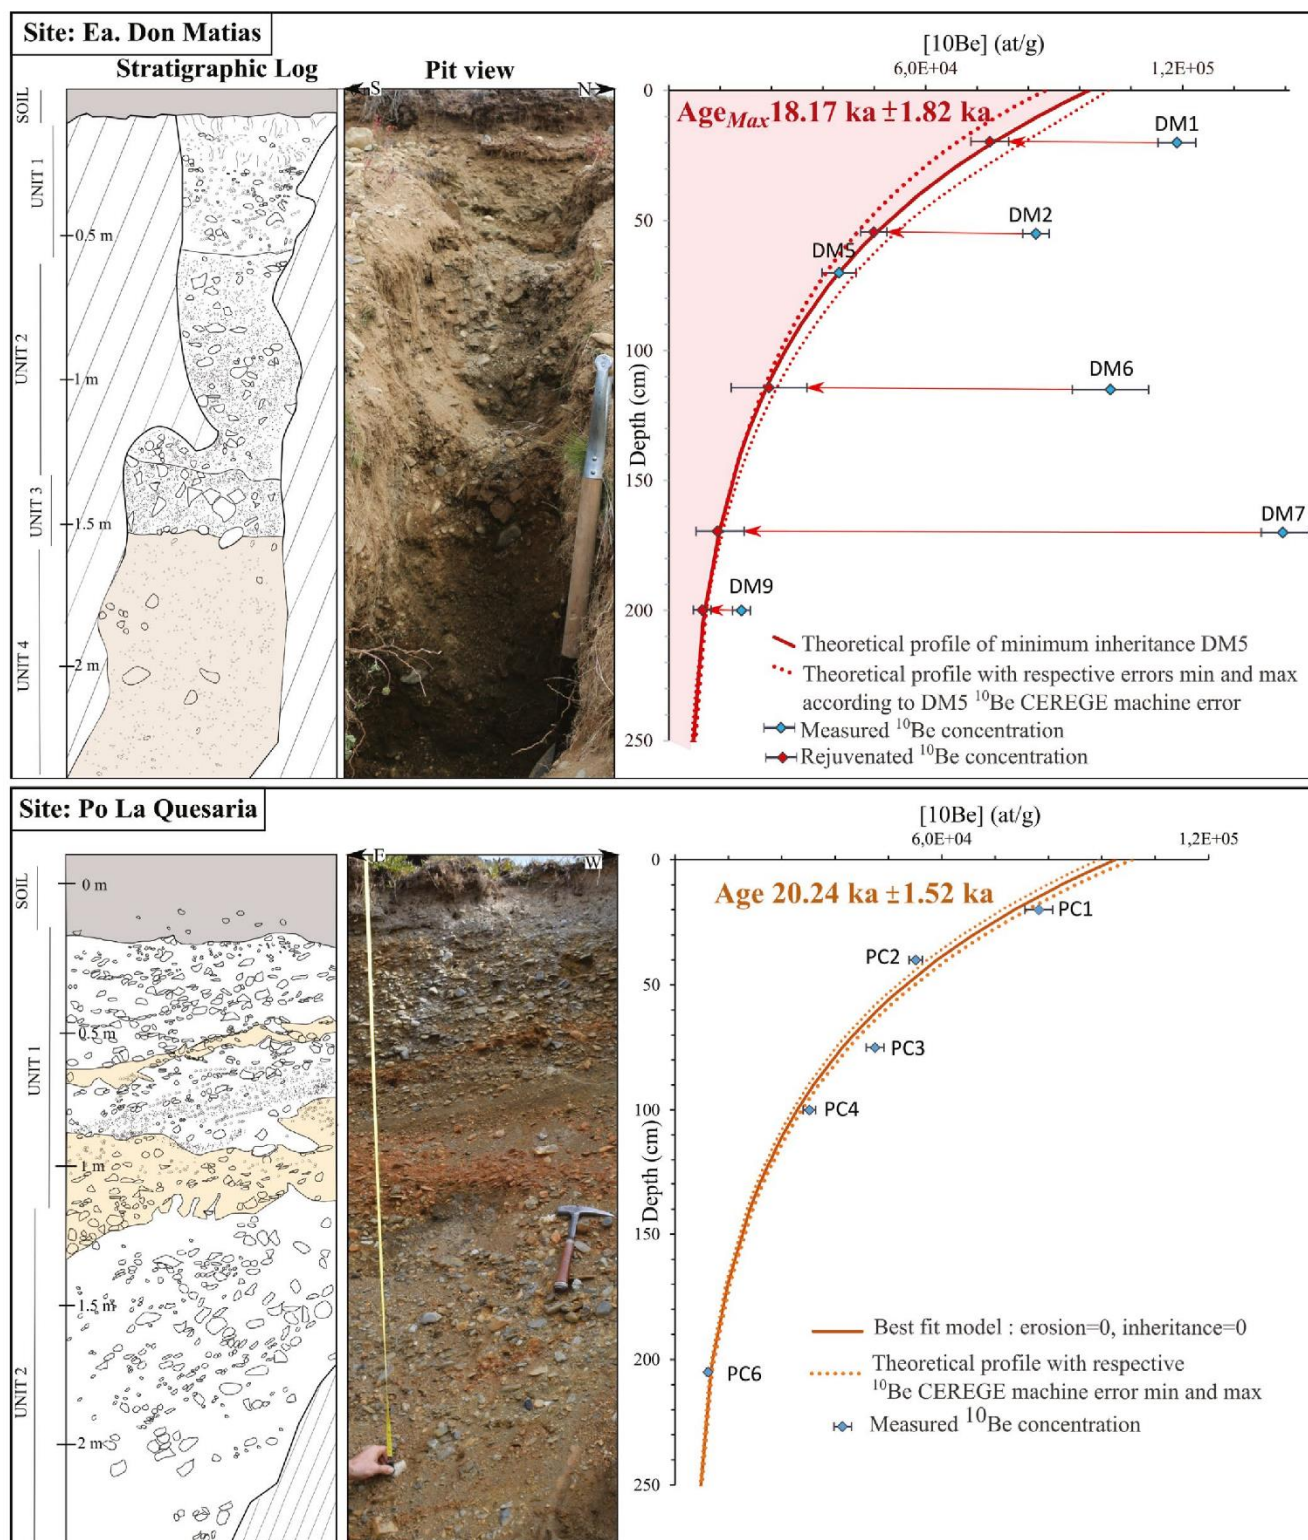 Site: Ea. Don Matias
Stratigraphic Log
Pit view
[10Be] (at/g)
6,0E+04
1,2E+05
S
N
SOIL
UNIT 1
UNIT 2
UNIT 3
UNIT 4
0.5 m
1 m
1.5 m
2 m
Age Max 18.17 ka ±1.82 ka
0
50
100
150
200
250
Depth (cm)
DM1
DM2
DM5
DM6
DM7
DM9
Theoretical profile of minimum inheritance DM5
Theoretical profile with respective errors min and max
according to DM5 ¹⁰Be CEREGE machine error
Measured ¹⁰Be concentration
Rejuvenated ¹⁰Be concentration
Site: Po La Quesaria
[10Be] (at/g)
6,0E+04
1,2E+05
E
W
SOIL
UNIT 1
UNIT 2
0 m
0.5 m
1 m
1.5 m
2 m
Age 20.24 ka ±1.52 ka
0
50
100
150
200
250
Depth (cm)
PC1
PC2
PC3
PC4
PC6
Best fit model : erosion=0, inheritance=0
Theoretical profile with respective
¹⁰Be CEREGE machine error min and max
Measured ¹⁰Be concentration